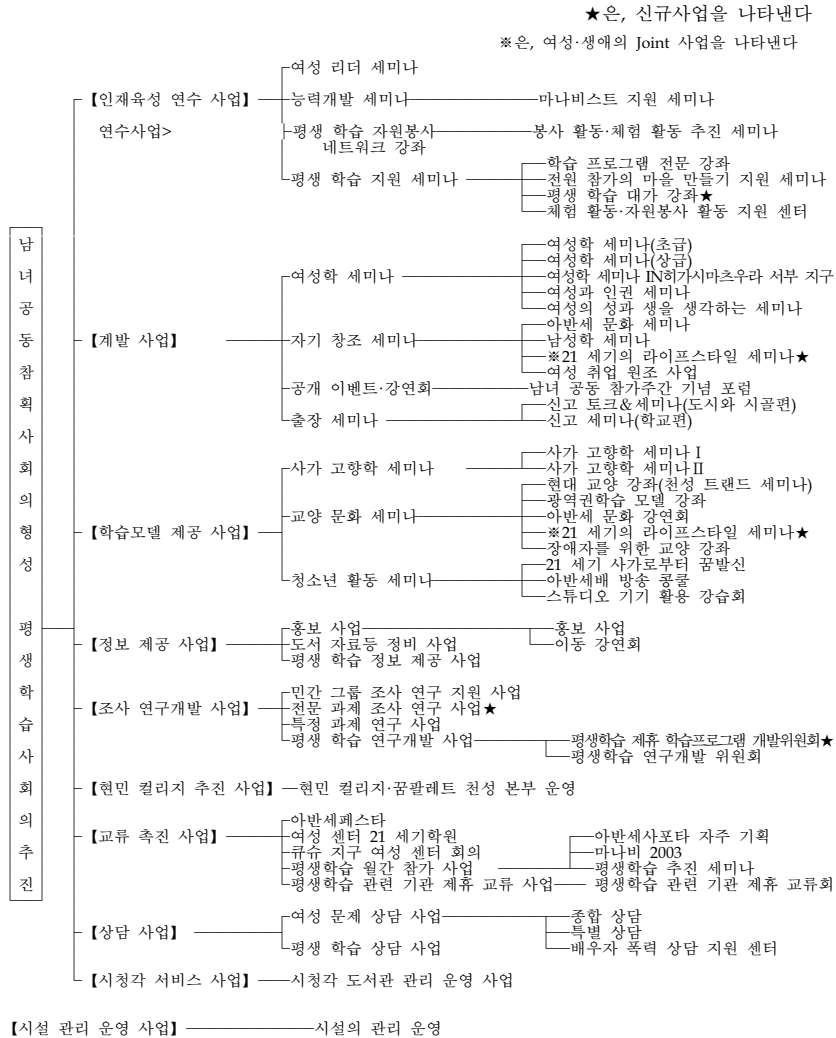 ★은, 신규사업을 나타낸다
※은, 여성·생애의 Joint 사업을 나타낸다
여성 리더 세미나
【인재육성 연수 사업】 능력개발 세미나 마나비스트 지원 세미나
연수사업> 평생 학습 자원봉사 봉사 활동·체험 활동 추진 세미나
네트워크 강좌
학습 프로그램 전문 강좌
평생 학습 지원 세미나 전원 참가의 마을 만들기 지원 세미나
평생 학습 대가 강좌★
체험 활동·자원봉사 활동 지원 센터
남녀공동참획사회의형성 평생학습사회의추진
여성학 세미나(초급)
여성학 세미나(상급)
여성학 세미나 여성학 세미나 IN히가시마츠우라 서부 지구
여성과 인권 세미나
여성의 성과 생을 생각하는 세미나
아반세 문화 세미나
【계발 사업】 자기 창조 세미나 남성학 세미나
※21 세기의 라이프스타일 세미나★
여성 취업 원조 사업
공개 이벤트·강연회 남녀 공동 참가주간 기념 포럼
신고 토크&세미나(도시와 시골편)
출장 세미나 신고 세미나(학교편)
사가 고향학 세미나Ⅰ
사가 고향학 세미나 사가 고향학 세미나Ⅱ
현대 교양 강좌(천성 트랜드 세미나)
광역권학습 모델 강좌
교양 문화 세미나 아반세 문화 강연회
【학습모델 제공 사업】 ※21 세기의 라이프스타일 세미나★
장애자를 위한 교양 강좌
21 세기 사가로부터 꿈발신
청소년 활동 세미나 아반세배 방송 콩쿨
스튜디오 기기 활용 강습회
홍보 사업 홍보 사업
【정보 제공 사업】 도서 자료등 정비 사업 이동 강연회
평생 학습 정보 제공 사업
민간 그룹 조사 연구 지원 사업
【조사 연구개발 사업】 전문 과제 조사 연구 사업★
특정 과제 연구 사업
평생 학습 연구개발 사업 평생학습 제휴 학습프로그램 개발위원회★
평생학습 연구개발 위원회
【현민 컬리지 추진 사업】 현민 컬리지·꿈팔레트 천성 본부 운영
아반세페스타
【교류 촉진 사업】 여성 센터 21 세기학원 아반세사포타 자주 기획
큐슈 지구 여성 센터 회의 마나비 2003
평생학습 월간 참가 사업 평생학습 추진 세미나
평생학습 관련 기관 제휴 교류 사업 평생학습 관련 기관 제휴 교류회
여성 문제 상담 사업 종합 상담
【상담 사업】 특별 상담
평생 학습 상담 사업 배우자 폭력 상담 지원 센터
【시청각 서비스 사업】 시청각 도서관 관리 운영 사업
【시설 관리 운영 사업】 시설의 관리 운영